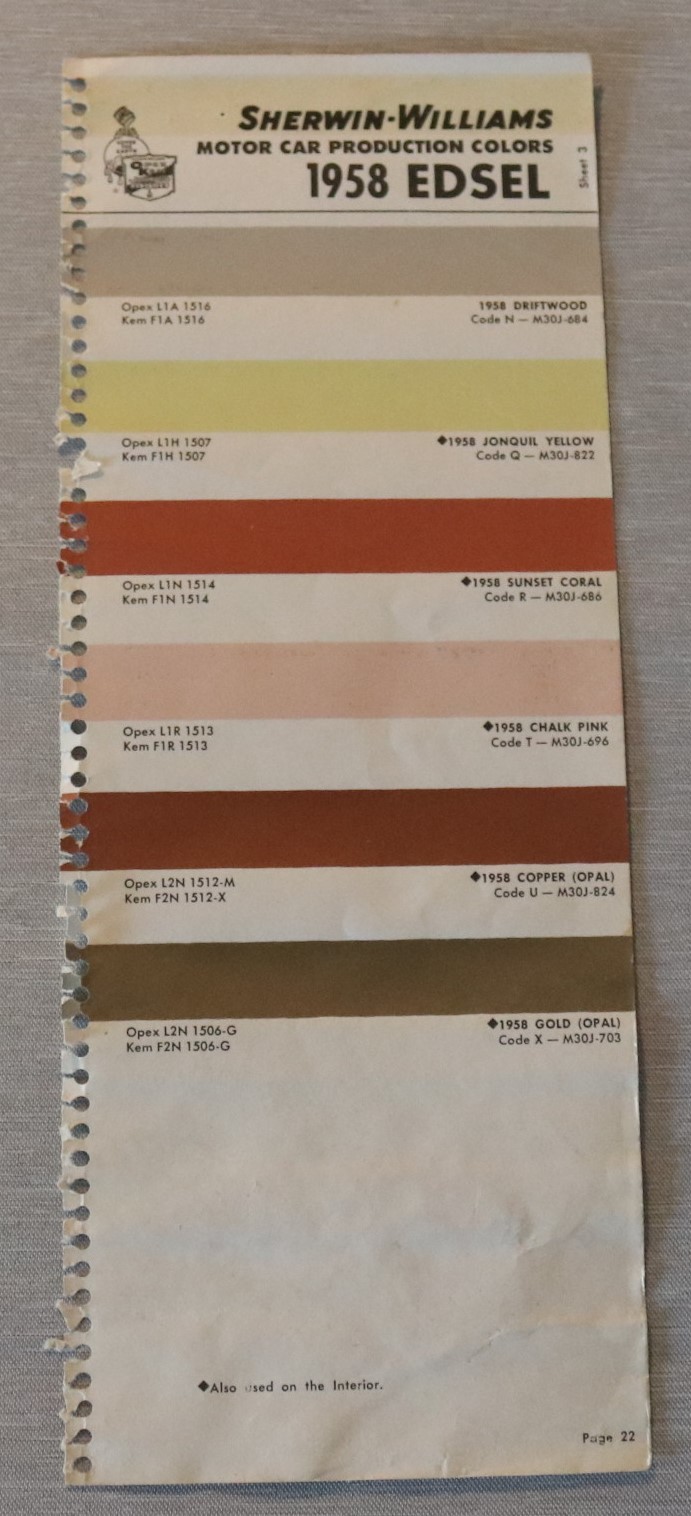 SHERWIN-WILLIAMS
MOTOR CAR PRODUCTION COLORS
1958 EDSEL
Sheet 3
Opex L1A 1516
Kem F1A 1516
1958 DRIFTWOOD
Code N — M30J-684
Opex L1H 1507
Kem F1H 1507
◆1958 JONQUIL YELLOW
Code Q — M30J-822
Opex L1N 1514
Kem F1N 1514
◆1958 SUNSET CORAL
Code R — M30J-686
Opex L1R 1513
Kem F1R 1513
◆1958 CHALK PINK
Code T — M30J-696
Opex L2N 1512-M
Kem F2N 1512-X
◆1958 COPPER (OPAL)
Code U — M30J-824
Opex L2N 1506-G
Kem F2N 1506-G
◆1958 GOLD (OPAL)
Code X — M30J-703
◆Also used on the Interior.
Page 22